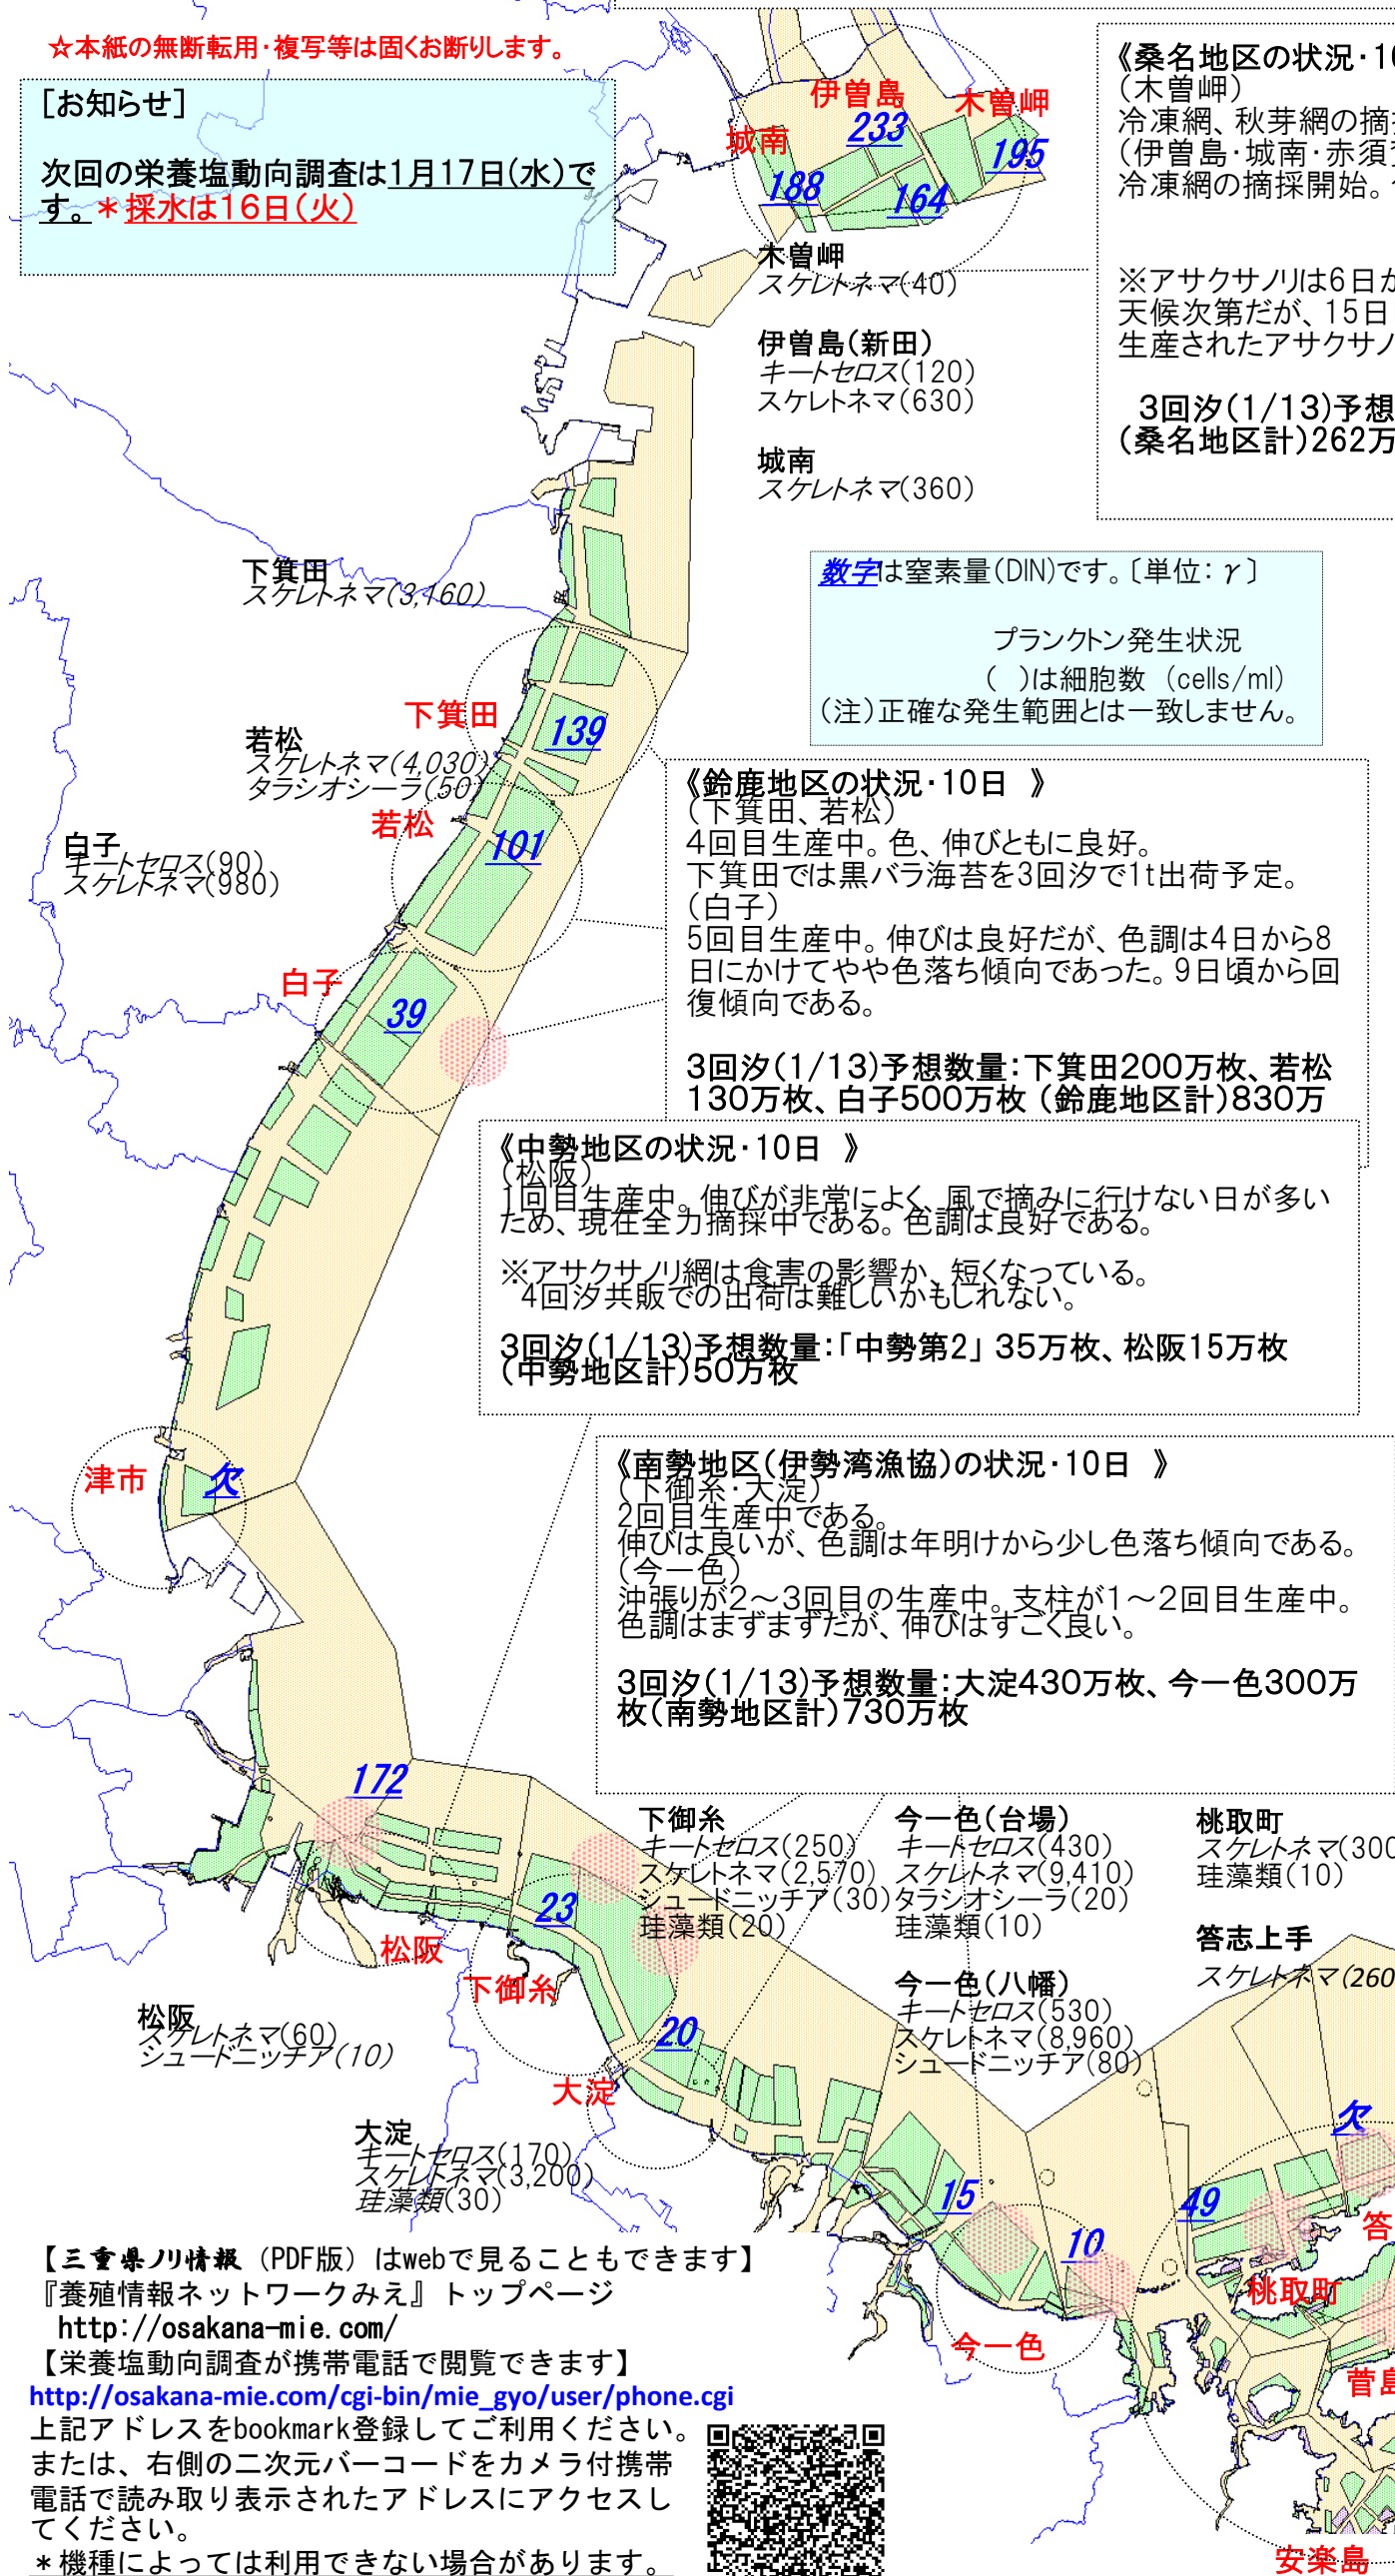 ☆本紙の無断転用・複写等は固くお断りします。
[お知らせ]
次回の栄養塩動向調査は1月17日(水)で
す。＊採水は16日(火)
伊曽島
木曽岬
城南
233
195
188
164
木曽岬
スケレトネマ(40)
伊曽島(新田)
キートセロス(120)
スケレトネマ(630)
城南
スケレトネマ(360)
《桑名地区の状況・10
(木曽岬)
冷凍網、秋芽網の摘
(伊曽島・城南・赤須
冷凍網の摘採開始。
※アサクサノリは6日か
天候次第だが、15日
生産されたアサクサノ
3回汐(1/13)予想
(桑名地区計)262万
数字は窒素量(DIN)です。〔単位：γ〕
プランクトン発生状況
( )は細胞数 (cells/ml)
(注)正確な発生範囲とは一致しません。
下箕田
スケレトネマ(3,160)
下箕田
139
若松
スケレトネマ(4,030)
タラシオシーラ(50)
若松
101
白子
キートセロス(90)
スケレトネマ(980)
白子
39
《鈴鹿地区の状況・10日 》
(下箕田、若松)
4回目生産中。色、伸びともに良好。
下箕田では黒バラ海苔を3回汐で1t出荷予定。
(白子)
5回目生産中。伸びは良好だが、色調は4日から8
日にかけてやや色落ち傾向であった。9日頃から回
復傾向である。
3回汐(1/13)予想数量：下箕田200万枚、若松
130万枚、白子500万枚 (鈴鹿地区計)830万
《中勢地区の状況・10日 》
(松阪)
1回目生産中。伸びが非常によく、風で摘みに行けない日が多い
ため、現在全力摘採中である。色調は良好である。
※アサクサノリ網は食害の影響か、短くなっている。
4回汐共販での出荷は難しいかもしれない。
3回汐(1/13)予想数量：「中勢第2」 35万枚、松阪15万枚
(中勢地区計)50万枚
津市
欠
《南勢地区(伊勢湾漁協)の状況・10日 》
(下御糸・大淀)
2回目生産中である。
伸びは良いが、色調は年明けから少し色落ち傾向である。
(今一色)
沖張りが2～3回目の生産中。支柱が1～2回目生産中。
色調はまずまずだが、伸びはすごく良い。
3回汐(1/13)予想数量：大淀430万枚、今一色300万
枚(南勢地区計)730万枚
172
下御糸
キートセロス(250)
スケレトネマ(2,570)
シュードニッチア(30)
珪藻類(20)
今一色(台場)
キートセロス(430)
スケレトネマ(9,410)
タラシオシーラ(20)
珪藻類(10)
桃取町
スケレトネマ(300
珪藻類(10)
答志上手
スケレトネマ(260
今一色(八幡)
キートセロス(530)
スケレトネマ(8,960)
シュードニッチア(80)
23
松阪
下御糸
松阪
スケレトネマ(60)
シュードニッチア(10)
20
大淀
大淀
キートセロス(170)
スケレトネマ(3,200)
珪藻類(30)
欠
15
49
10
答
桃取町
今一色
菅島
安楽島
【三重県ノリ情報 (PDF版) はwebで見ることもできます】
『養殖情報ネットワークみえ』トップページ
http://osakana-mie.com/
【栄養塩動向調査が携帯電話で閲覧できます】
http://osakana-mie.com/cgi-bin/mie_gyo/user/phone.cgi
上記アドレスをbookmark登録してご利用ください。
または、右側の二次元バーコードをカメラ付携帯
電話で読み取り表示されたアドレスにアクセスし
てください。
＊機種によっては利用できない場合があります。